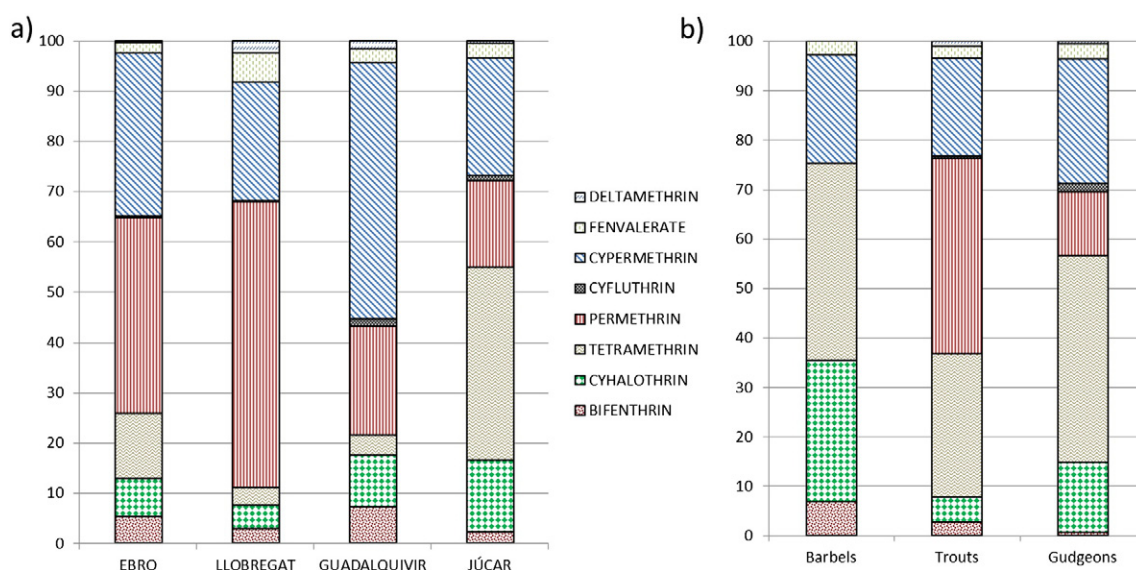 a)
100
90
80
70
60
50
40
30
20
10
0
EBRO LLOBREGAT GUADALQUIVIR JÚCAR
DELTAMETHRIN
FENVALERATE
CYPERMETHRIN
CYFLUTHRIN
PERMETHRIN
TETRAMETHRIN
CYHALOTHRIN
BIFENTHRIN
b)
100
90
80
70
60
50
40
30
20
10
0
Barbels Trouts Gudgeons